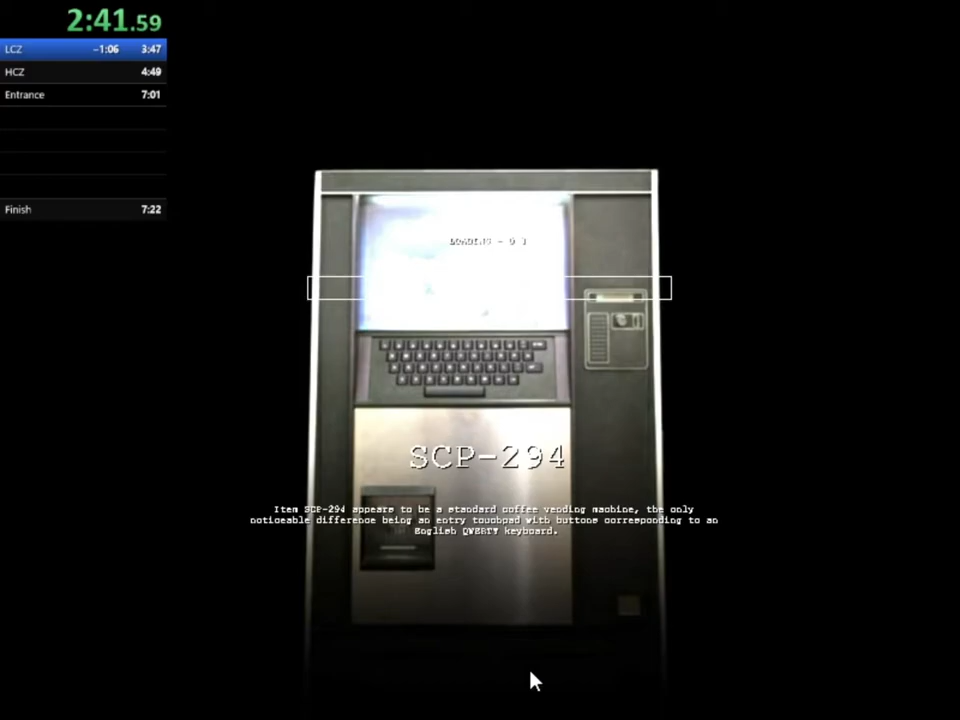 2:41.59
LCZ -1:06 3:47
HCZ 4:49
Entrance 7:01
Finish 7:22
LOADING - 0 %
SCP-294
Item SCP-294 appears to be a standard coffee vending machine, the only
noticeable difference being an entry touchpad with buttons corresponding to an
English QWERTY keyboard.